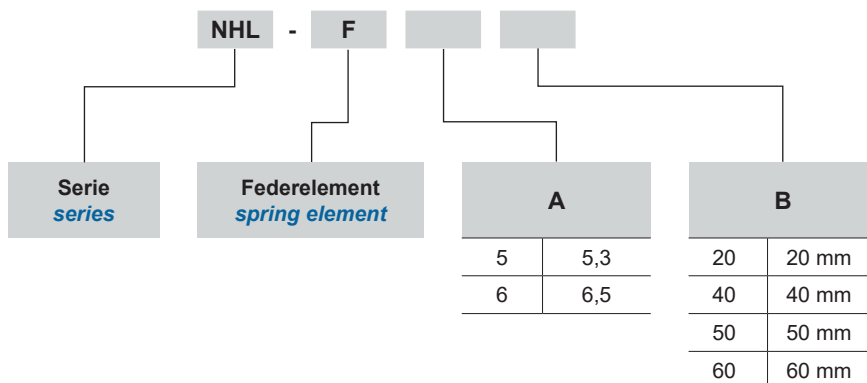 NHL - F
Serie
series
Federelement
spring element
A
B
5 5,3
6 6,5
20 20 mm
40 40 mm
50 50 mm
60 60 mm